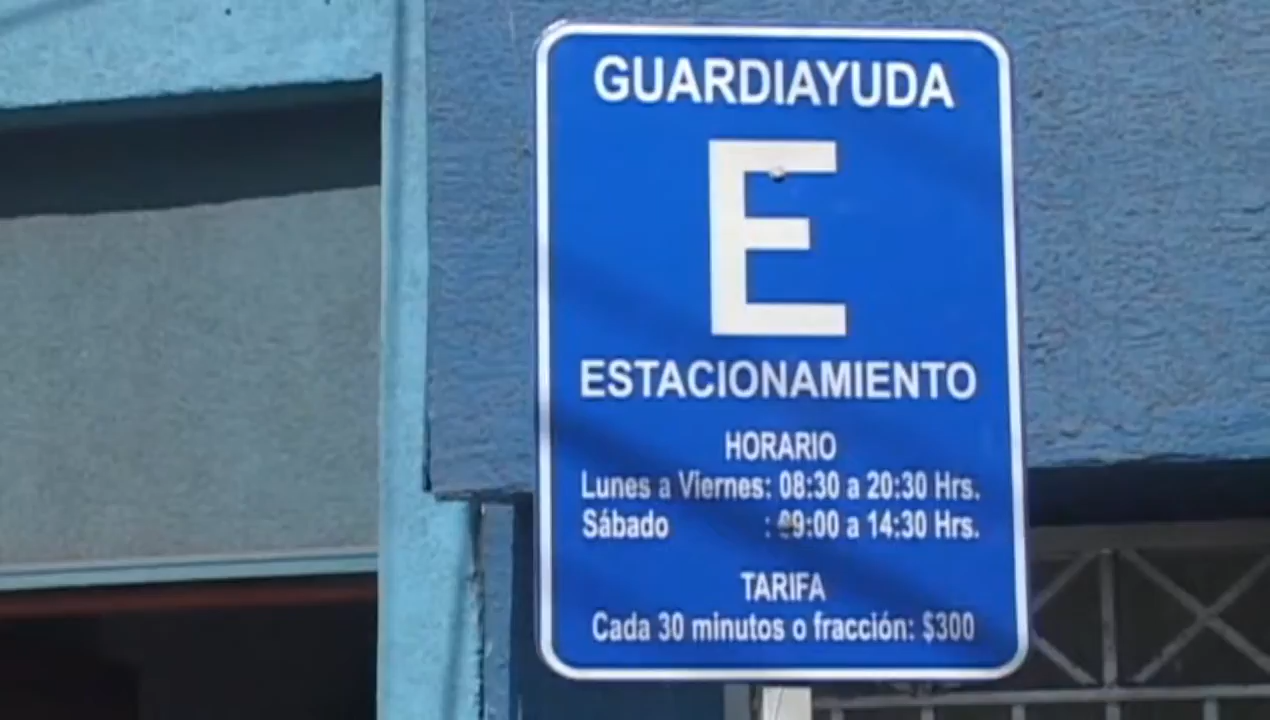 GUARDIAYUDA
E
ESTACIONAMIENTO
HORARIO
Lunes a Viernes: 08:30 a 20:30 Hrs.
Sábado : 09:00 a 14:30 Hrs.
TARIFA
Cada 30 minutos o fracción: $300